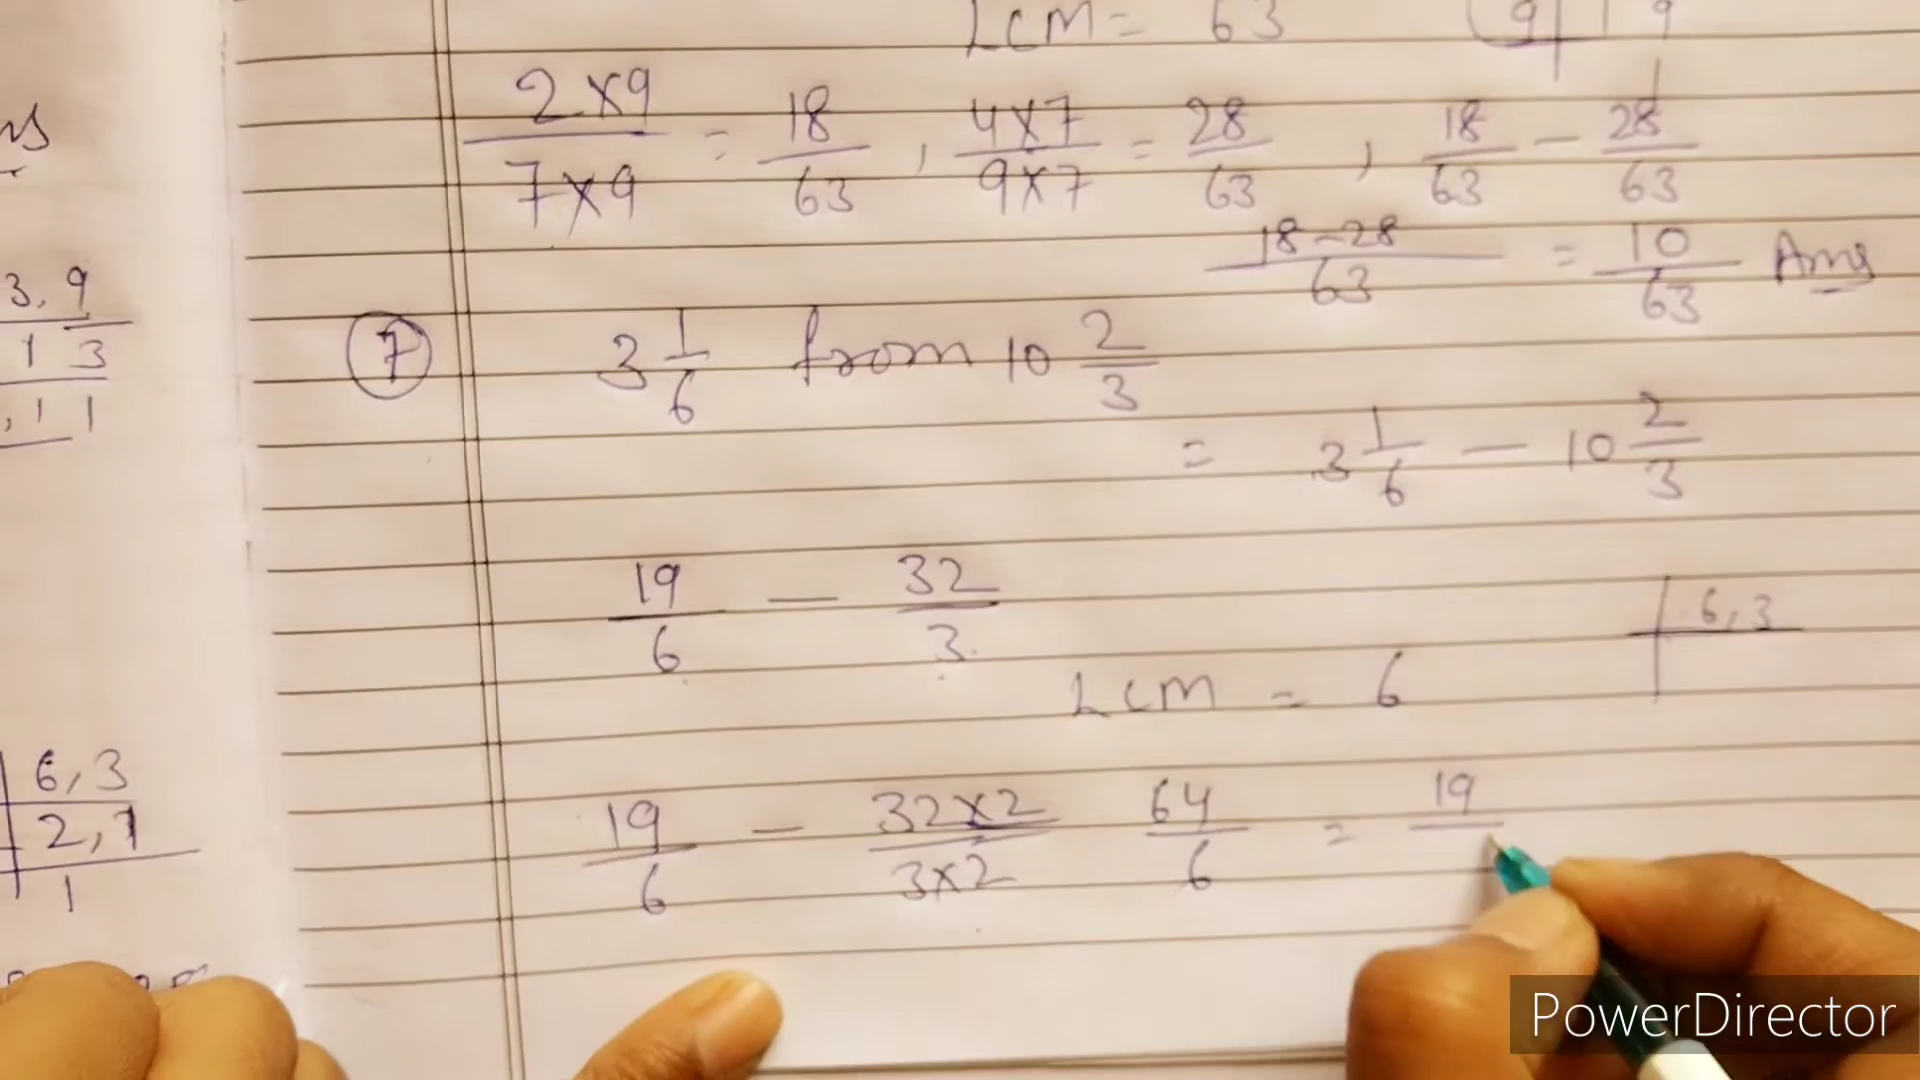 LCM = 63 9 9
2×9/7×9 = 18/63 , 4×7/9×7 = 28/63 , 18/63 - 28/63
18-28/63 = 10/63 Ans
7 3 1/6 from 10 2/3
= 3 1/6 - 10 2/3
19/6 - 32/3
6,3
LCM = 6
19/6 - 32×2/3×2 64/6 = 19
3, 9
1 3
, 1 1
6, 3
2, 1
1
PowerDirector